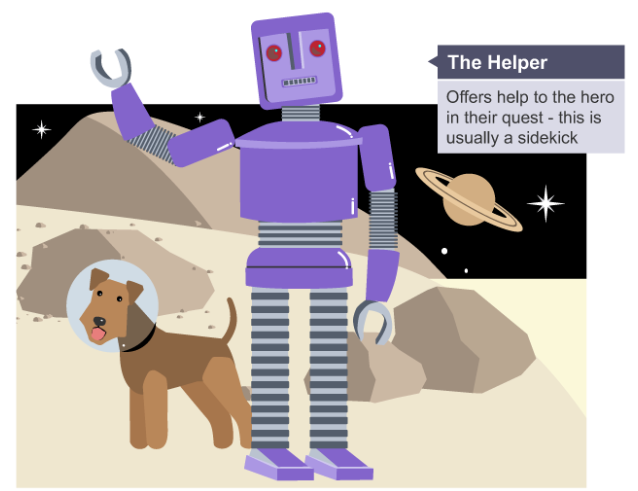 The Helper
Offers help to the hero
in their quest - this is
usually a sidekick